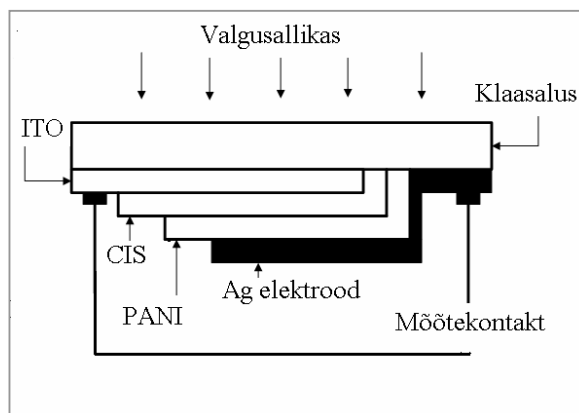 Valgusallikas
Klaasalus
ITO
CIS
Ag elektrood
PANI
Mõõtekontakt